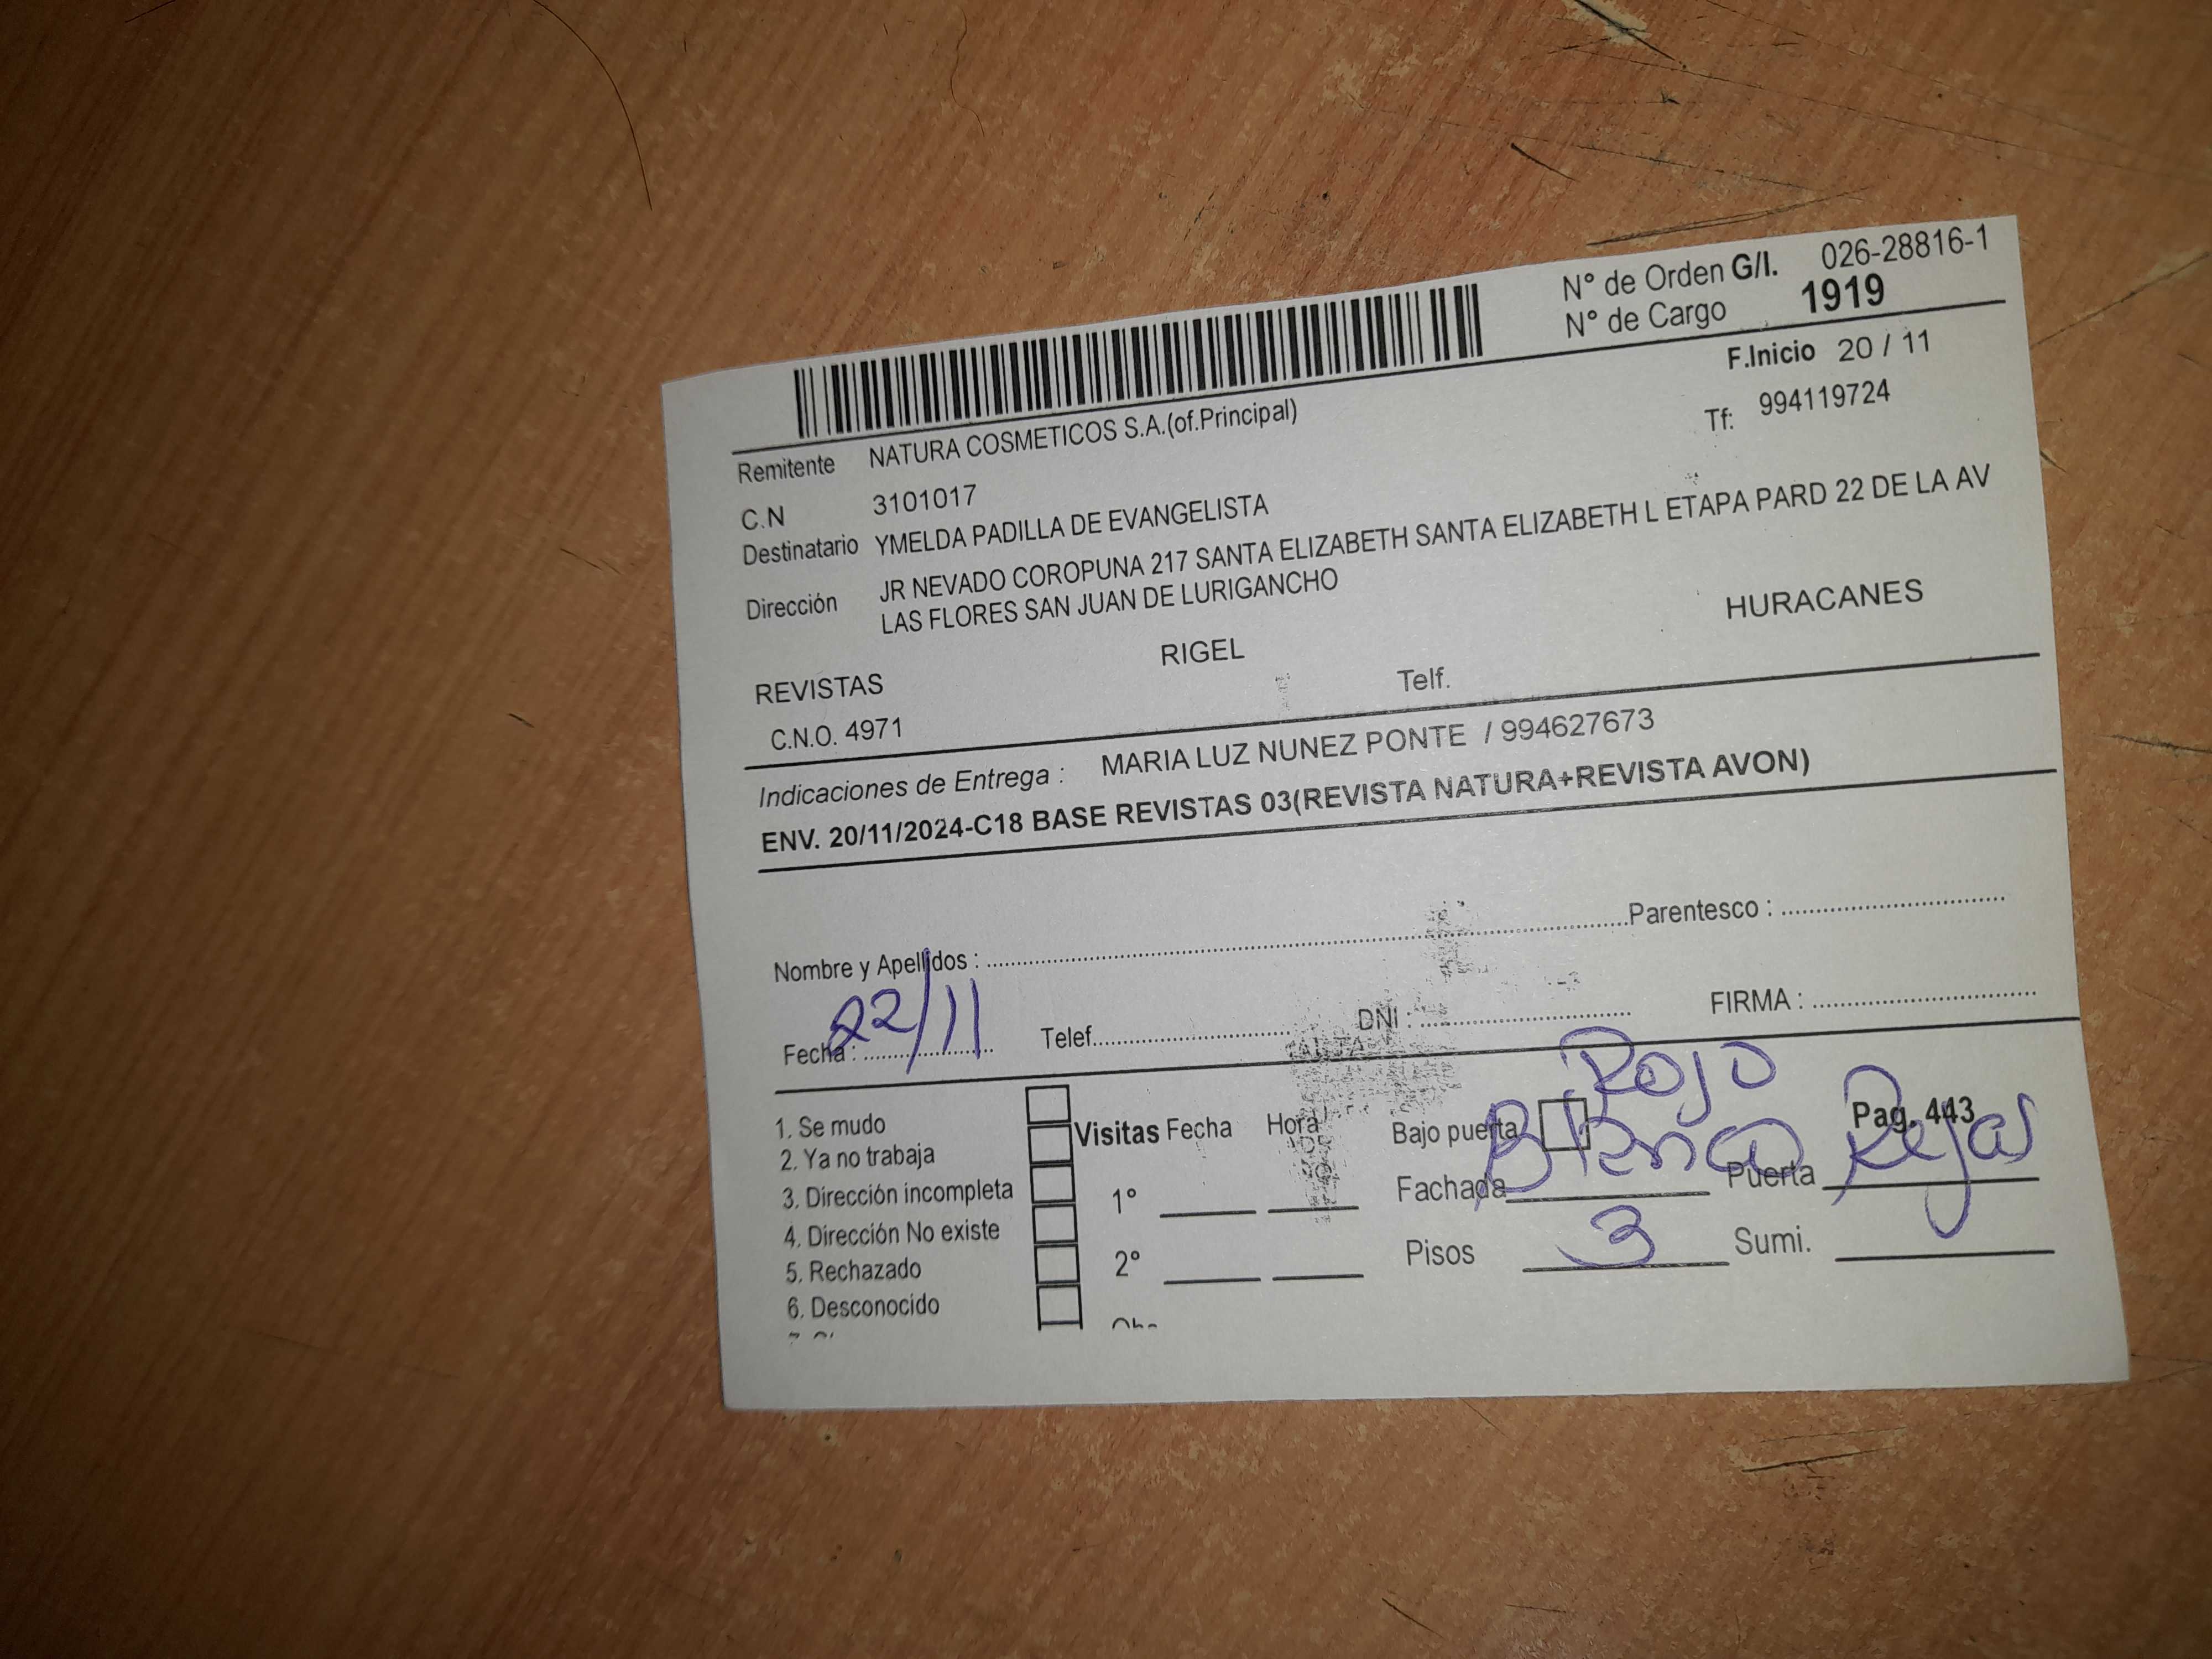 N° de Orden G/I. 026-28816-1
N° de Cargo 1919
F.Inicio 20 / 11
Remitente NATURA COSMETICOS S.A.(of.Principal)
Tf: 994119724
C.N 3101017
Destinatario YMELDA PADILLA DE EVANGELISTA
Dirección JR NEVADO COROPUNA 217 SANTA ELIZABETH SANTA ELIZABETH L ETAPA PARD 22 DE LA AV
LAS FLORES SAN JUAN DE LURIGANCHO
REVISTAS RIGEL HURACANES
C.N.O. 4971 Telf.
Indicaciones de Entrega : MARIA LUZ NUNEZ PONTE / 994627673
ENV. 20/11/2024-C18 BASE REVISTAS 03(REVISTA NATURA+REVISTA AVON)
Nombre y Apellidos : Parentesco :
Fecha : 22/11 Telef. DNI : FIRMA :
Rojo
1. Se mudo
2. Ya no trabaja
3. Dirección incompleta
4. Dirección No existe
5. Rechazado
6. Desconocido
Visitas Fecha Hora
1°
2°
Bajo puerta Pag. 443
Fachada Blanco Puerta Rejas
Pisos 3 Sumi.